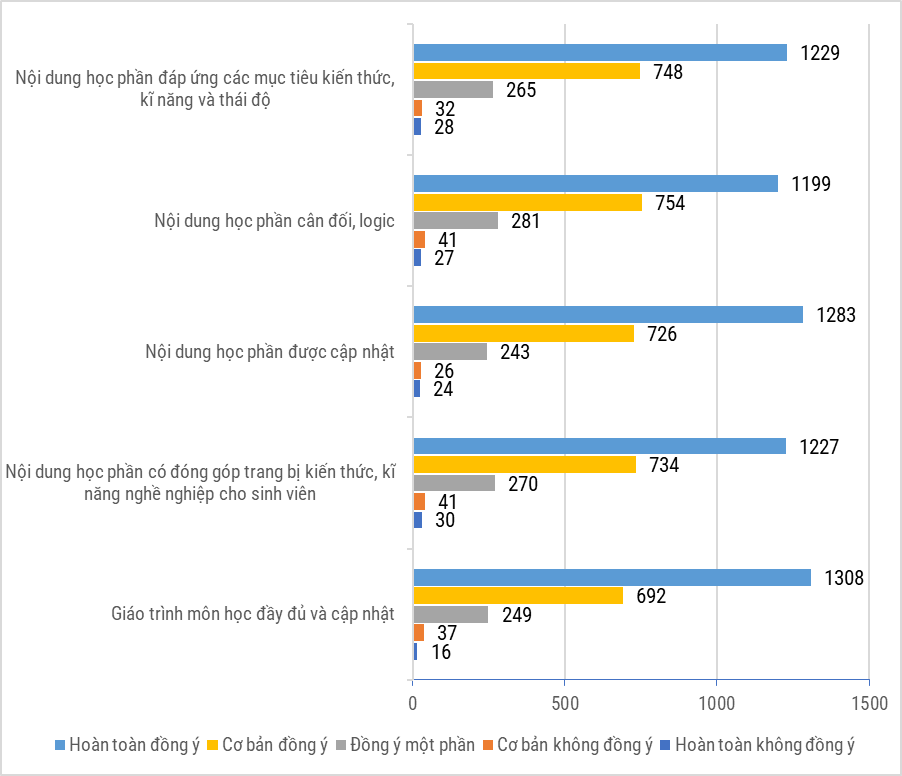 Nội dung học phần đáp ứng các mục tiêu kiến thức,
kĩ năng và thái độ
1229
748
265
32
28
Nội dung học phần cân đối, logic
1199
754
281
41
27
Nội dung học phần được cập nhật
1283
726
243
26
24
Nội dung học phần có đóng góp trang bị kiến thức, kĩ
năng nghề nghiệp cho sinh viên
1227
734
270
41
30
Giáo trình môn học đầy đủ và cập nhật
1308
692
249
37
16
0 500 1000 1500
Hoàn toàn đồng ý Cơ bản đồng ý Đồng ý một phần Cơ bản không đồng ý Hoàn toàn không đồng ý